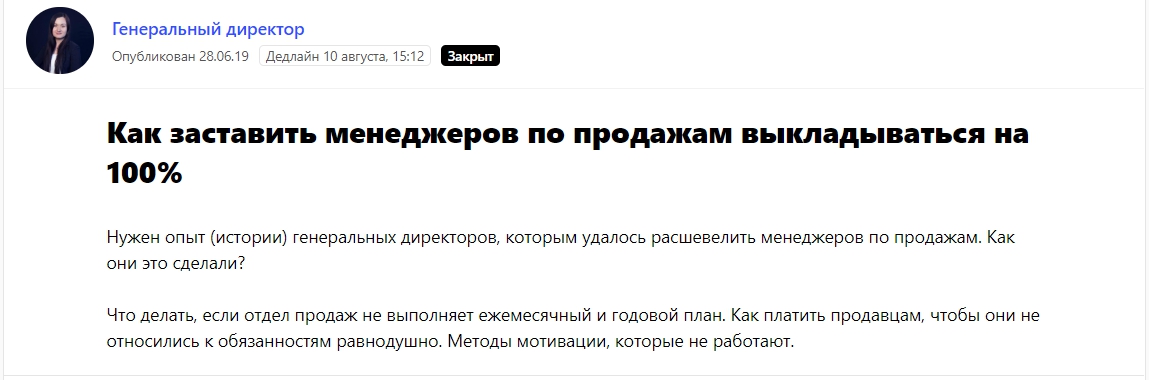 Генеральный директор
Опубликован 28.06.19 Дедлайн 10 августа, 15:12 Закрыт
Как заставить менеджеров по продажам выкладываться на
100%
Нужен опыт (истории) генеральных директоров, которым удалось расшевелить менеджеров по продажам. Как
они это сделали?
Что делать, если отдел продаж не выполняет ежемесячный и годовой план. Как платить продавцам, чтобы они не
относились к обязанностям равнодушно. Методы мотивации, которые не работают.